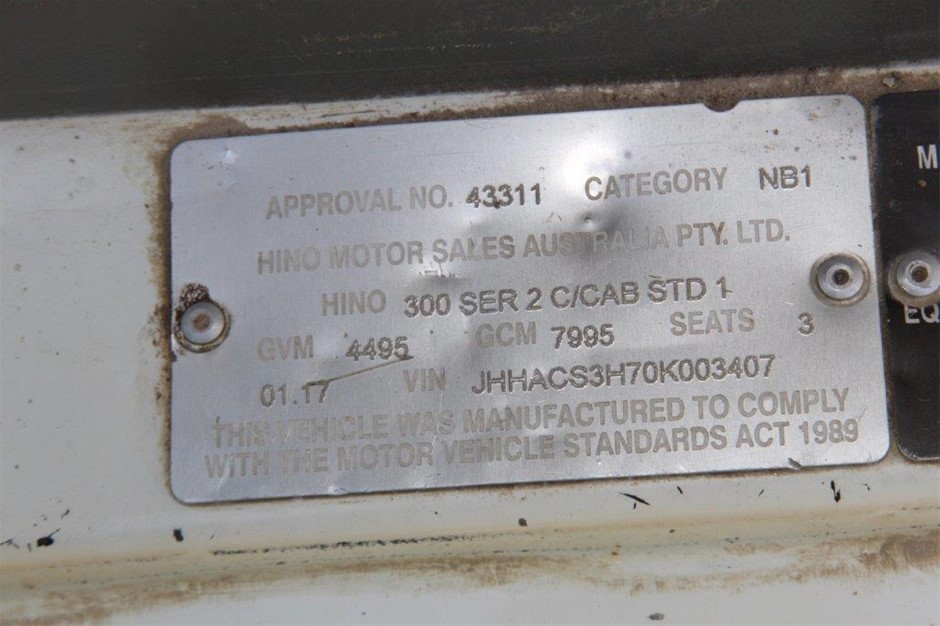 APPROVAL NO. 43311 CATEGORY NB1
HINO MOTOR SALES AUSTRALIA PTY. LTD.
HINO 300 SER 2 C/CAB STD 1
GVM 4495 GCM 7995 SEATS 3
01.17 VIN JHHACS3H70K003407
THIS VEHICLE WAS MANUFACTURED TO COMPLY
WITH THE MOTOR VEHICLE STANDARDS ACT 1989